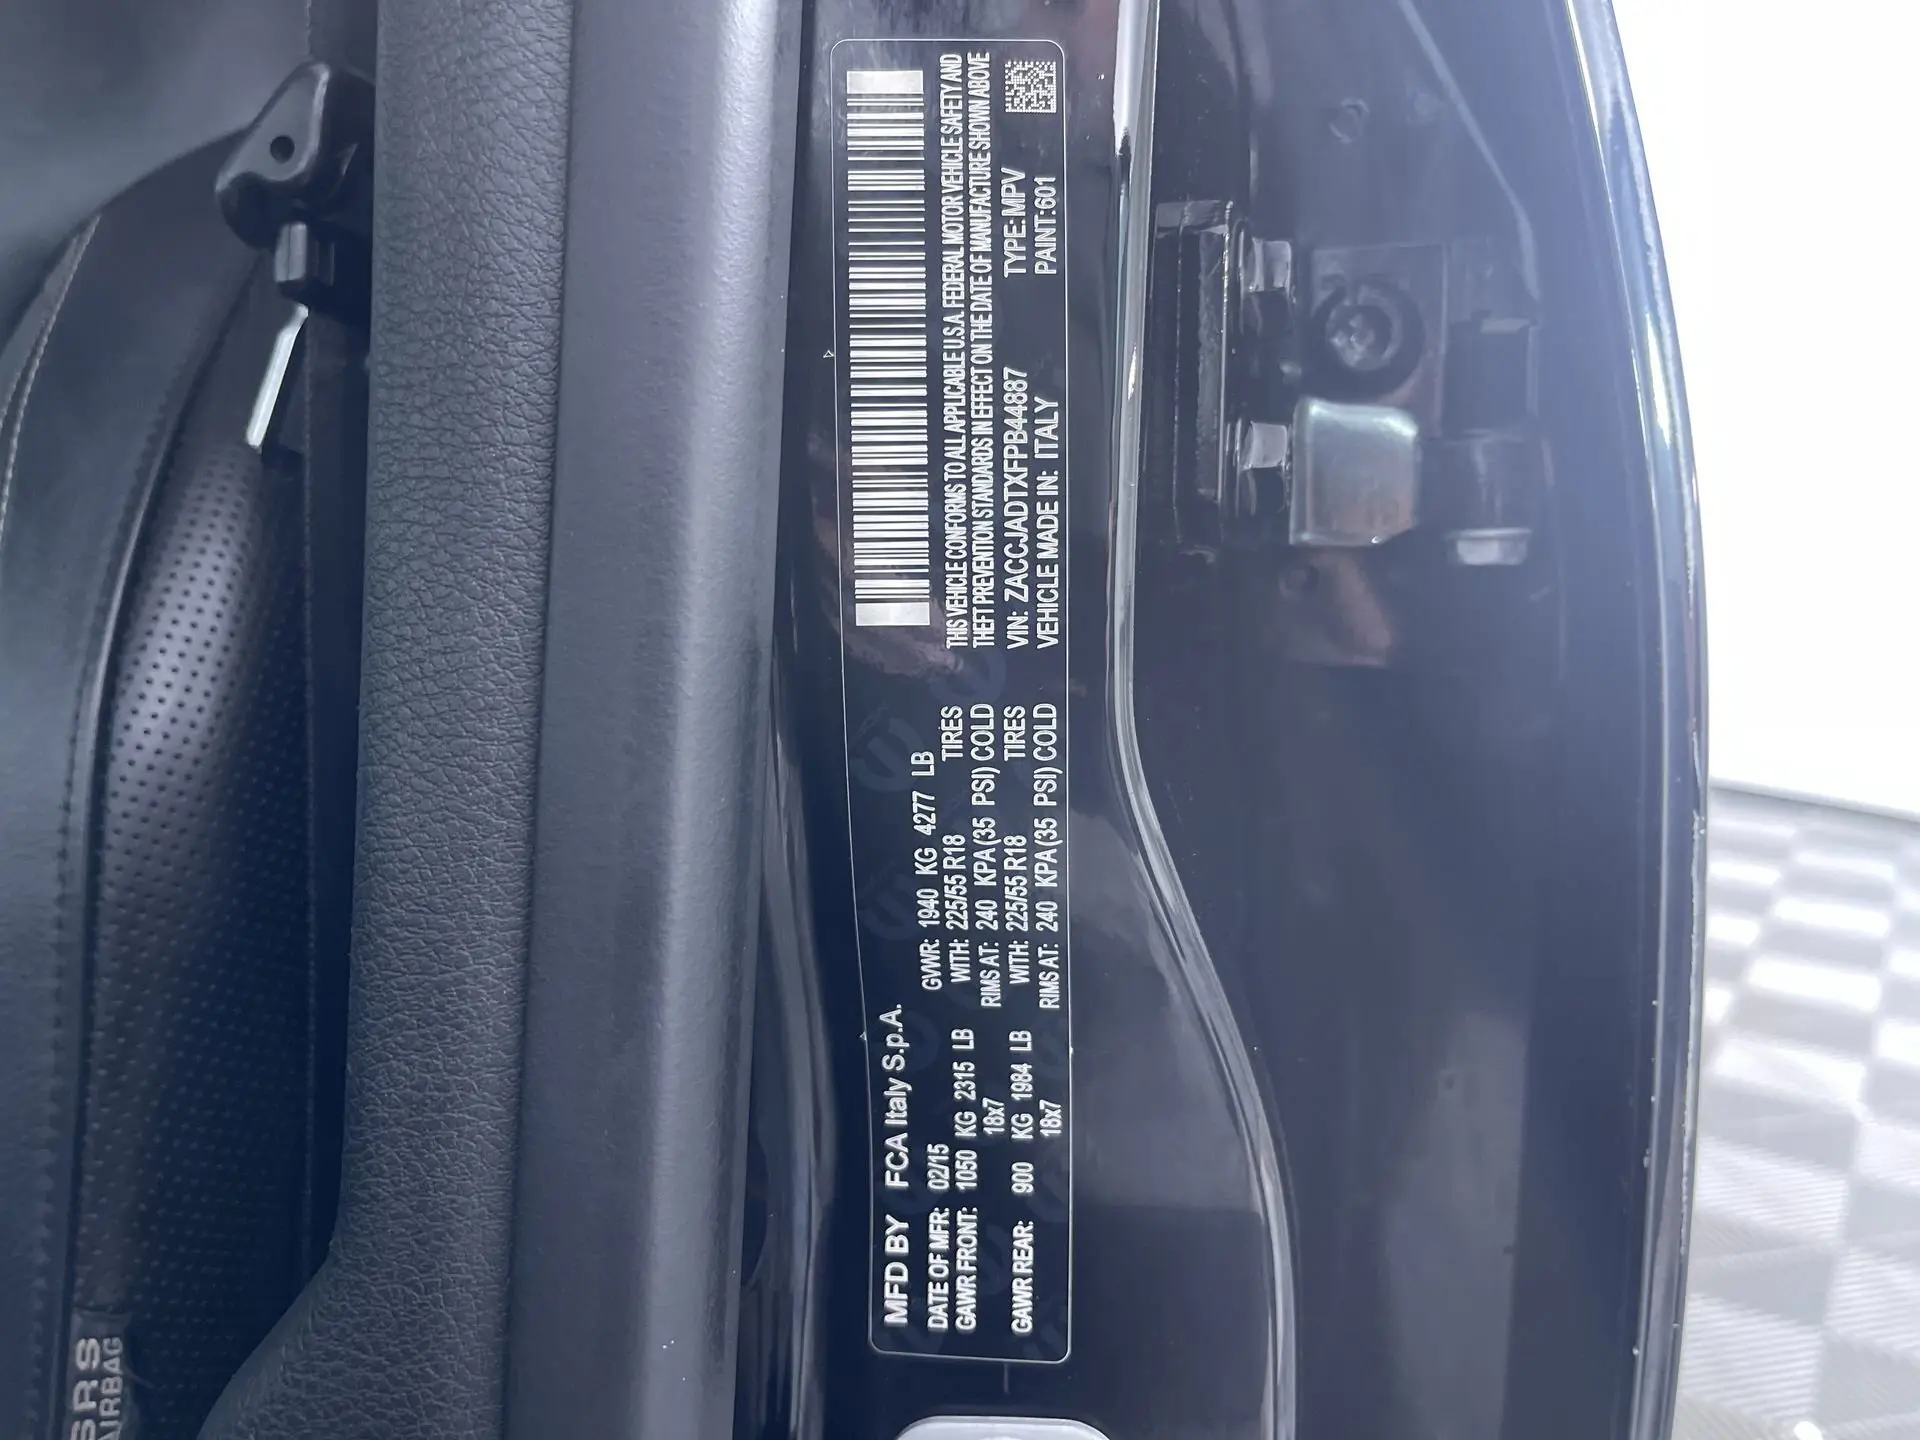 MFD BY FCA Italy S.p.A.
DATE OF MFR: 02/15 GVWR: 1940 KG 4277 LB
GAWR FRONT: 1050 KG 2315 LB WITH: 225/55 R18 TIRES
18x7 RIMS AT: 240 KPA(35 PSI) COLD
GAWR REAR: 900 KG 1984 LB WITH: 225/55 R18 TIRES
18x7 RIMS AT: 240 KPA(35 PSI) COLD
THIS VEHICLE CONFORMS TO ALL APPLICABLE U.S.A. FEDERAL MOTOR VEHICLE SAFETY AND
THEFT PREVENTION STANDARDS IN EFFECT ON THE DATE OF MANUFACTURE SHOWN ABOVE
VIN: ZACCJADTXFPB44887 TYPE: MPV
VEHICLE MADE IN: ITALY PAINT:601
SRS
AIRBAG